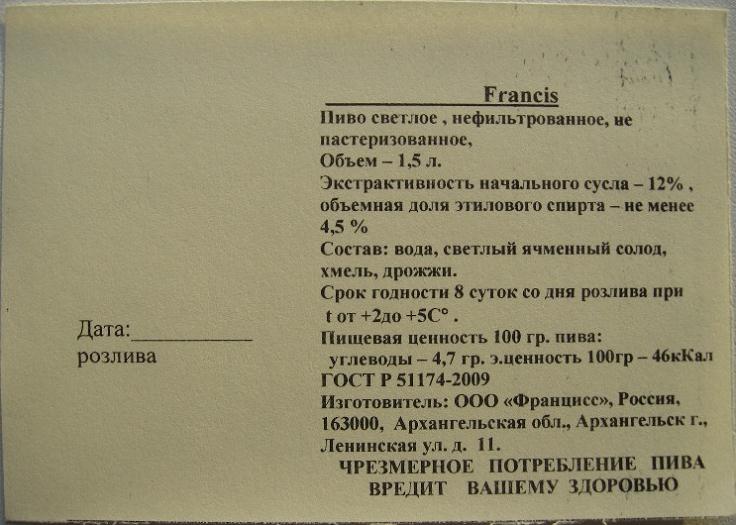 Francis
Пиво светлое , нефильтрованное, не
пастеризованное,
Объем – 1,5 л.
Экстрактивность начального сусла – 12% ,
объемная доля этилового спирта – не менее
4,5 %
Состав: вода, светлый ячменный солод,
хмель, дрожжи.
Срок годности 8 суток со дня розлива при
t от +2до +5С° .
Пищевая ценность 100 гр. пива:
углеводы – 4,7 гр. э.ценность 100гр – 46кКал
ГОСТ Р 51174-2009
Изготовитель: ООО «Францисс», Россия,
163000, Архангельская обл., Архангельск г.,
Ленинская ул. д. 11.
ЧРЕЗМЕРНОЕ ПОТРЕБЛЕНИЕ ПИВА
ВРЕДИТ ВАШЕМУ ЗДОРОВЬЮ
Дата:__________
розлива